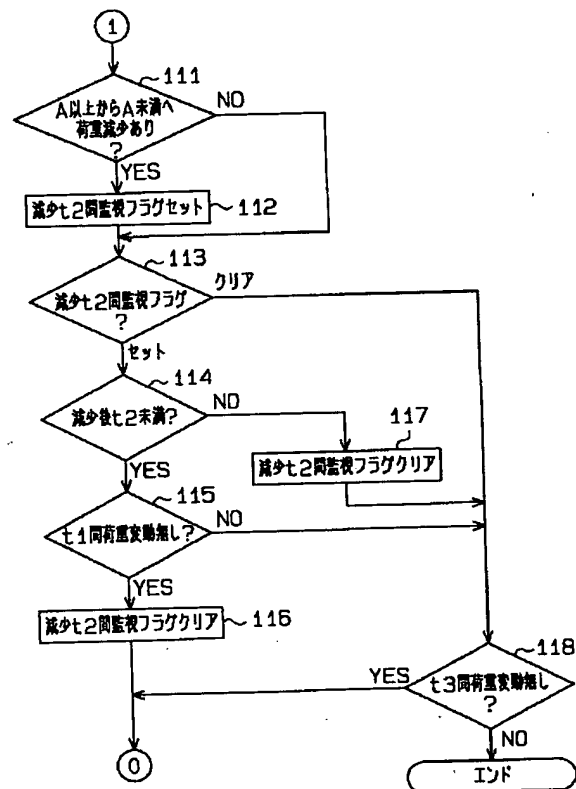 1
111
A以上からA未満へ
荷重減少あり
?
NO
YES
減少t2間監視フラグセット
112
113
減少t2間監視フラグ
?
クリア
セット
114
減少後t2未満?
NO
117
減少t2間監視フラグクリア
YES
115
t1間荷重変動無し?
NO
YES
減少t2間監視フラグクリア
116
118
t3間荷重変動無し
?
YES
NO
0
エンド